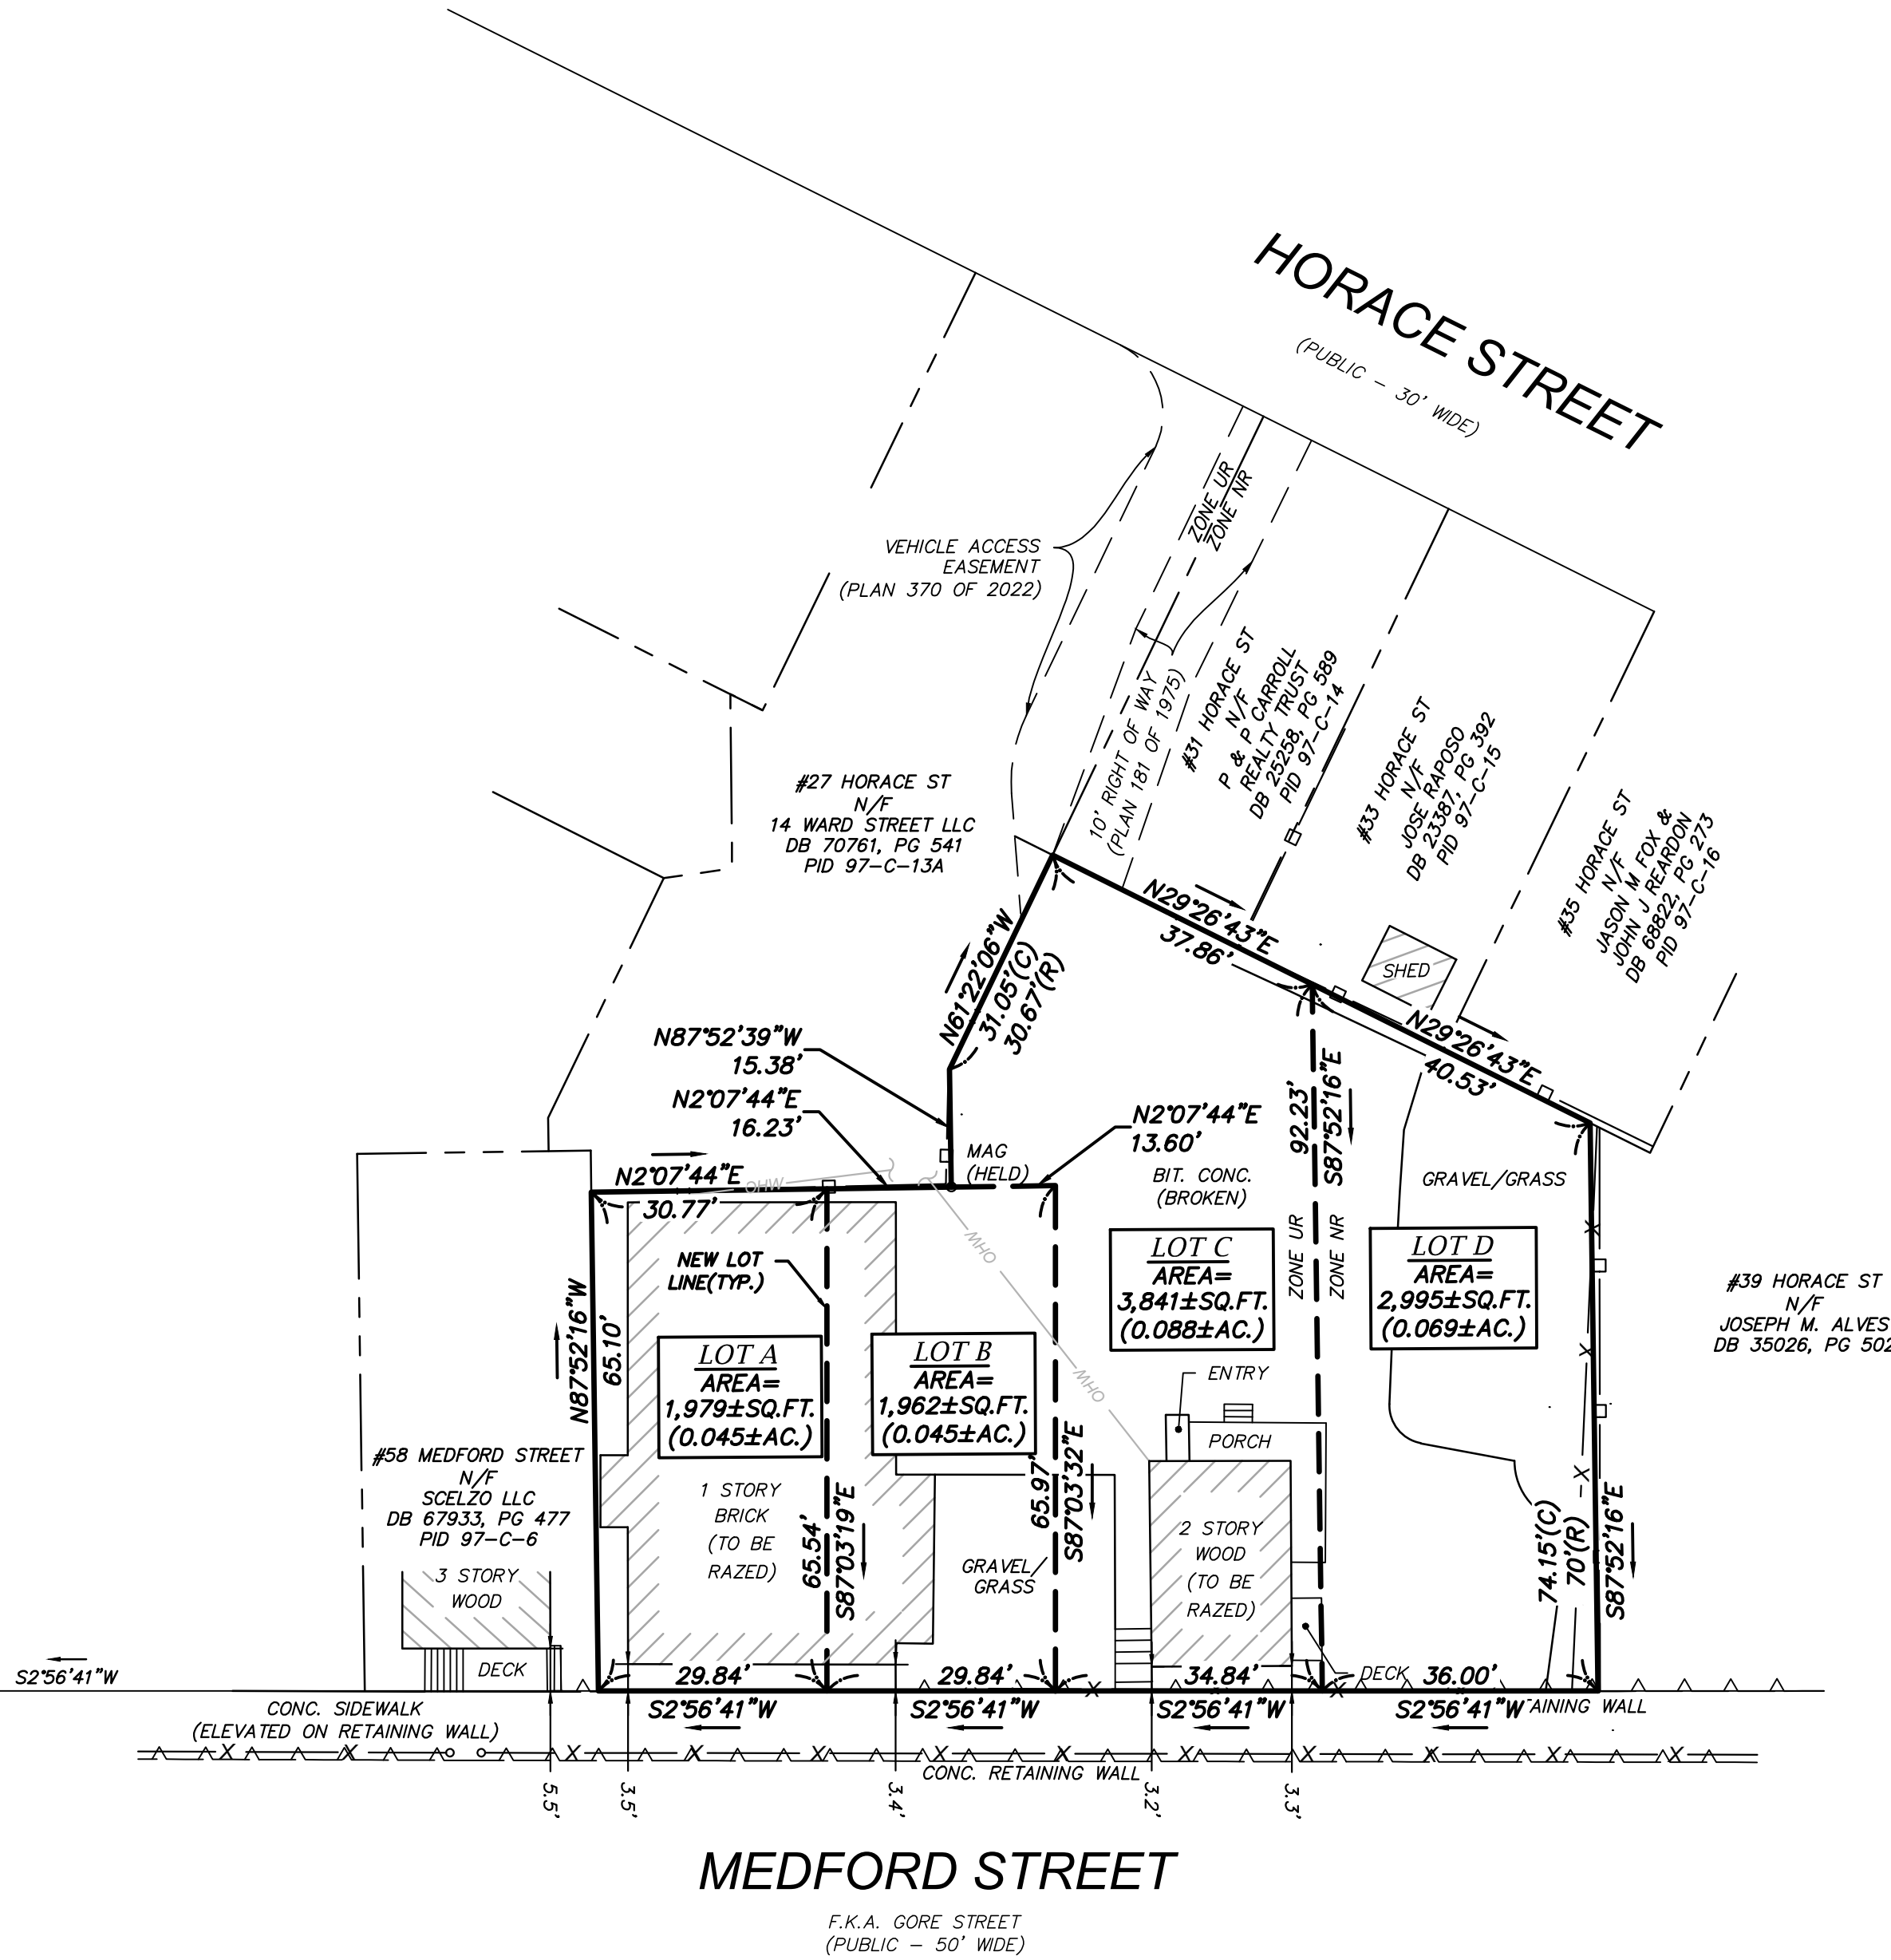 HORACE STREET
(PUBLIC - 30' WIDE)
ZONE UR
ZONE NR
VEHICLE ACCESS
EASEMENT
(PLAN 370 OF 2022)
10' RIGHT OF WAY
(PLAN 181 OF 1975)
#31 HORACE ST
N/F
P & P CARROLL
REALTY TRUST
DB 25258, PG 589
PID 97-C-14
#33 HORACE ST
N/F
JOSE RAPOSO
DB 23387, PG 392
PID 97-C-15
#35 HORACE ST
N/F
JASON M FOX &
JOHN J REARDON
DB 68822, PG 273
PID 97-C-16
#27 HORACE ST
N/F
14 WARD STREET LLC
DB 70761, PG 541
PID 97-C-13A
N61°22'06"W
31.05'(C)
30.67'(R)
N29°26'43"E
37.86'
SHED
N29°26'43"E
40.53'
N87°52'39"W
15.38'
N2°07'44"E
16.23'
N2°07'44"E
13.60'
MAG
(HELD)
BIT. CONC.
(BROKEN)
92.23'
S87°52'16"E
GRAVEL/GRASS
N2°07'44"E
30.77'
OHW
OHW
OHW
NEW LOT
LINE(TYP.)
ZONE UR
ZONE NR
LOT A
AREA=
1,979±SQ.FT.
(0.045±AC.)
LOT B
AREA=
1,962±SQ.FT.
(0.045±AC.)
LOT C
AREA=
3,841±SQ.FT.
(0.088±AC.)
LOT D
AREA=
2,995±SQ.FT.
(0.069±AC.)
#39 HORACE ST
N/F
JOSEPH M. ALVES
DB 35026, PG 502
N87°52'16"W
65.10'
ENTRY
PORCH
#58 MEDFORD STREET
N/F
SCELZO LLC
DB 67933, PG 477
PID 97-C-6
3 STORY
WOOD
DECK
1 STORY
BRICK
(TO BE
RAZED)
65.54'
S87°03'19"E
GRAVEL/
GRASS
65.97'
S87°03'32"E
2 STORY
WOOD
(TO BE
RAZED)
DECK
74.15'(C)
70'(R)
S87°52'16"E
X
X
X
S2°56'41"W
29.84'
S2°56'41"W
29.84'
S2°56'41"W
34.84'
S2°56'41"W
36.00'
S2°56'41"W
X
X
AINING WALL
CONC. SIDEWALK
(ELEVATED ON RETAINING WALL)
X X X X X X X X X X X X X
CONC. RETAINING WALL
5.5'
3.5'
3.4'
3.2'
3.3'
MEDFORD STREET
F.K.A. GORE STREET
(PUBLIC - 50' WIDE)